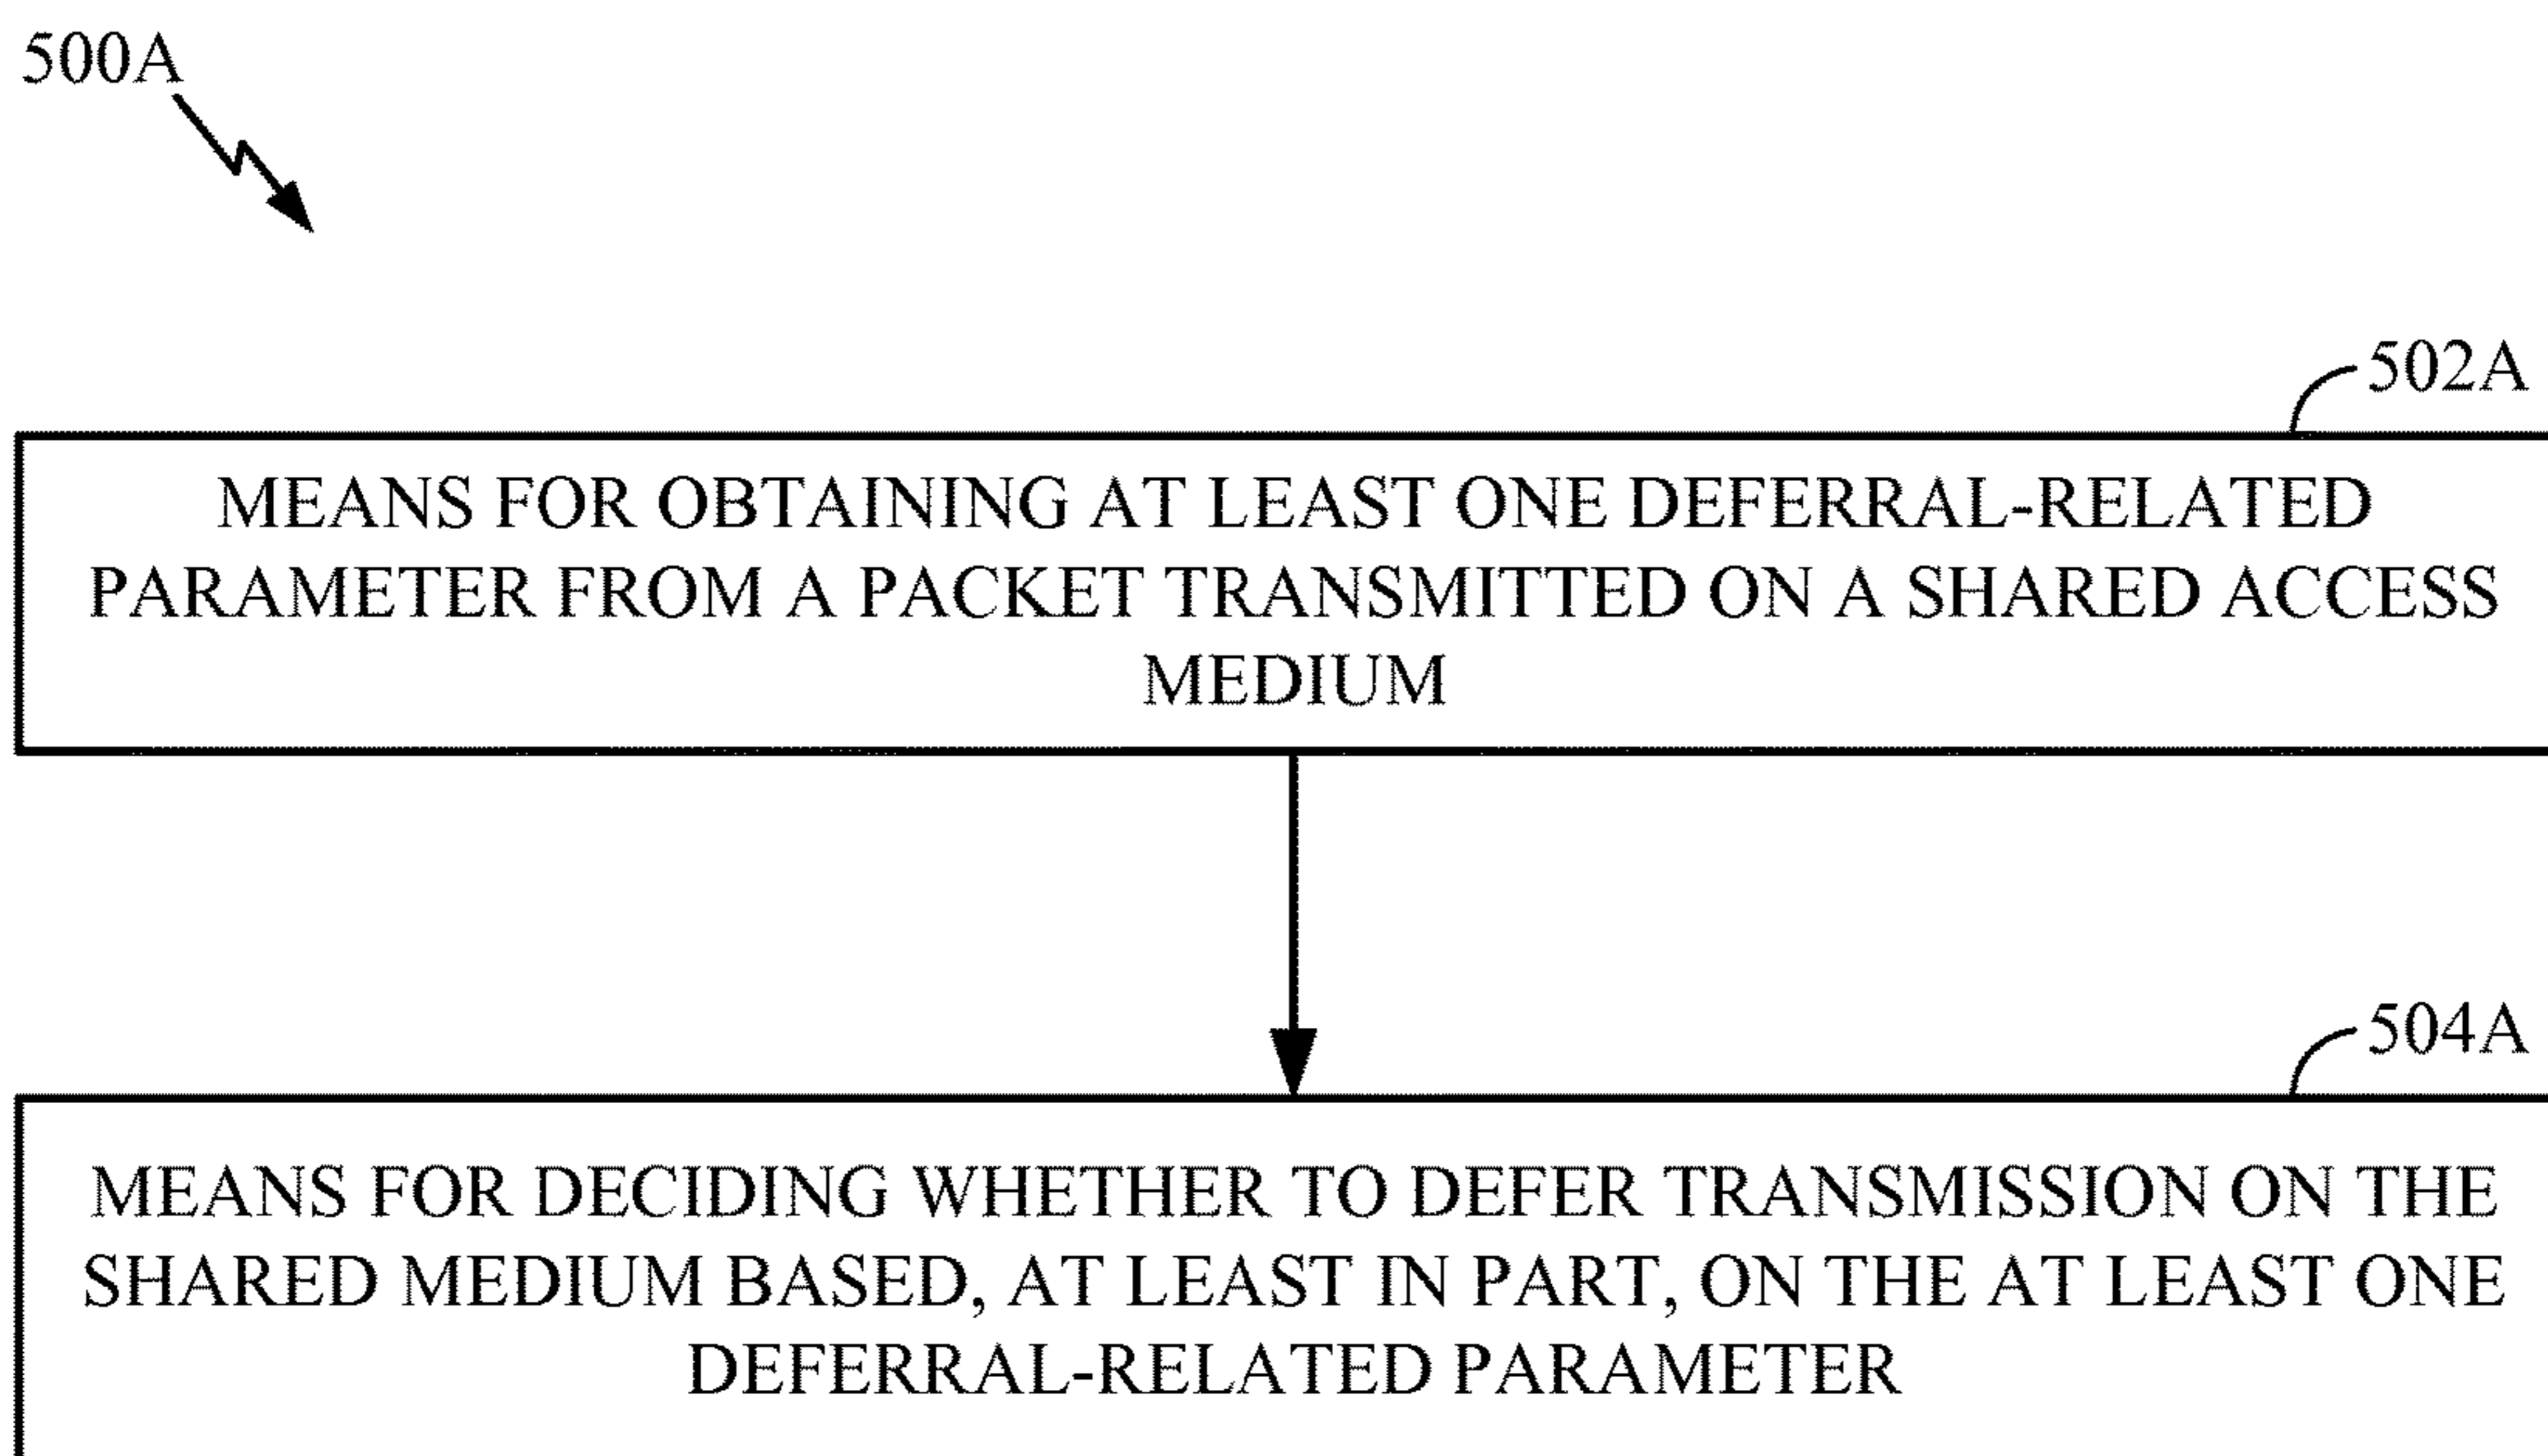 500A
502A
MEANS FOR OBTAINING AT LEAST ONE DEFERRAL-RELATED
PARAMETER FROM A PACKET TRANSMITTED ON A SHARED ACCESS
MEDIUM
504A
MEANS FOR DECIDING WHETHER TO DEFER TRANSMISSION ON THE
SHARED MEDIUM BASED, AT LEAST IN PART, ON THE AT LEAST ONE
DEFERRAL-RELATED PARAMETER